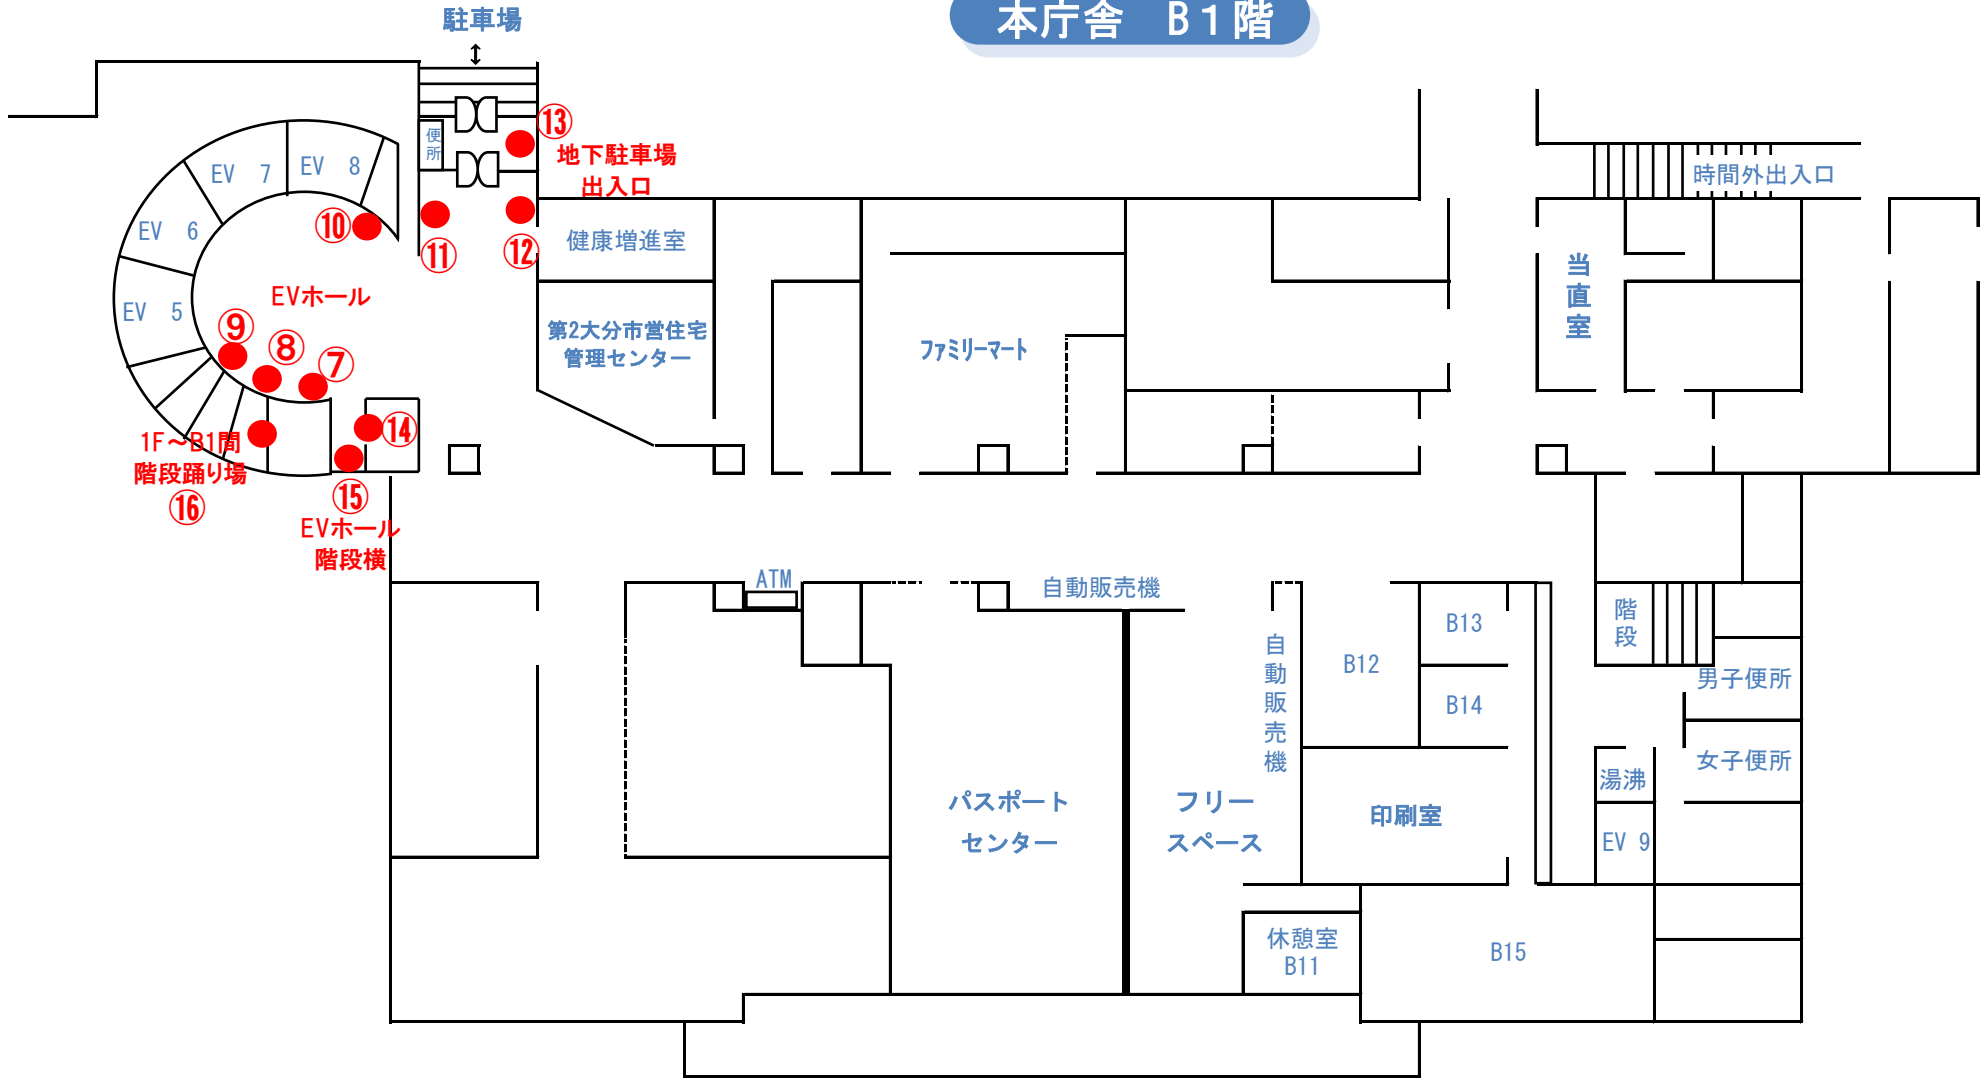 駐車場
本庁舎　B1階
便
所
⑬
地下駐車場
出入口
EV　8
EV　7
時間外出入口
⑩
⑪
⑫
EV　6
健康増進室
当
直
室
EVホール
EV　5
⑨
⑧
⑦
第2大分市営住宅
管理センター
ファミリーマート
⑭
1F～B1間
階段踊り場
⑯
⑮
EVホール
階段横
ATM
自動販売機
自
動
販
売
機
B13
B12
B14
階
段
男子便所
女子便所
湯沸
EV 9
パスポート
センター
フリー
スペース
印刷室
休憩室
B11
B15